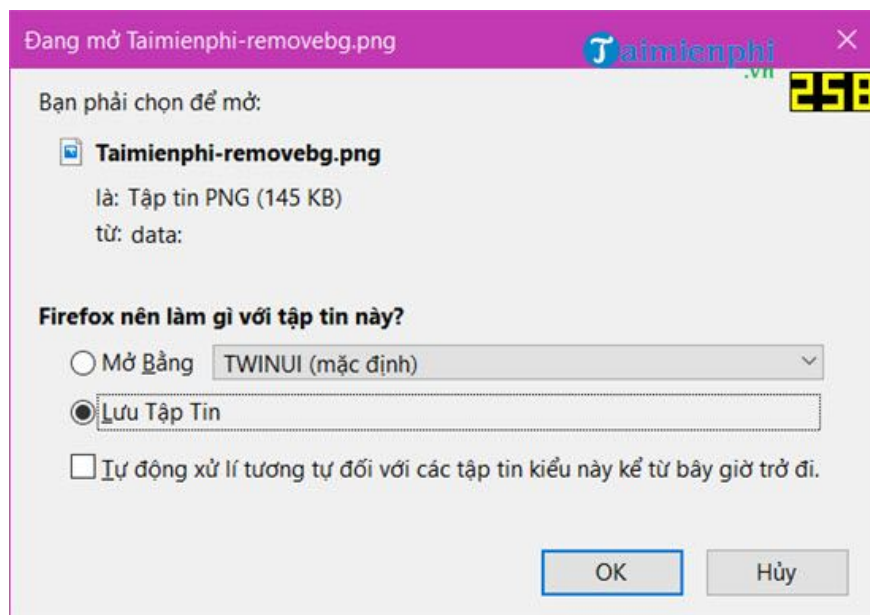 Đang mở Taimienphi-removebg.png
Taimienphi
.vn
258
Bạn phải chọn để mở:
Taimienphi-removebg.png
là: Tập tin PNG (145 KB)
từ: data:
Firefox nên làm gì với tập tin này?
Mở Bằng TWINUI (mặc định)
Lưu Tập Tin
Tự động xử lí tương tự đối với các tập tin kiểu này kể từ bây giờ trở đi.
OK Hủy